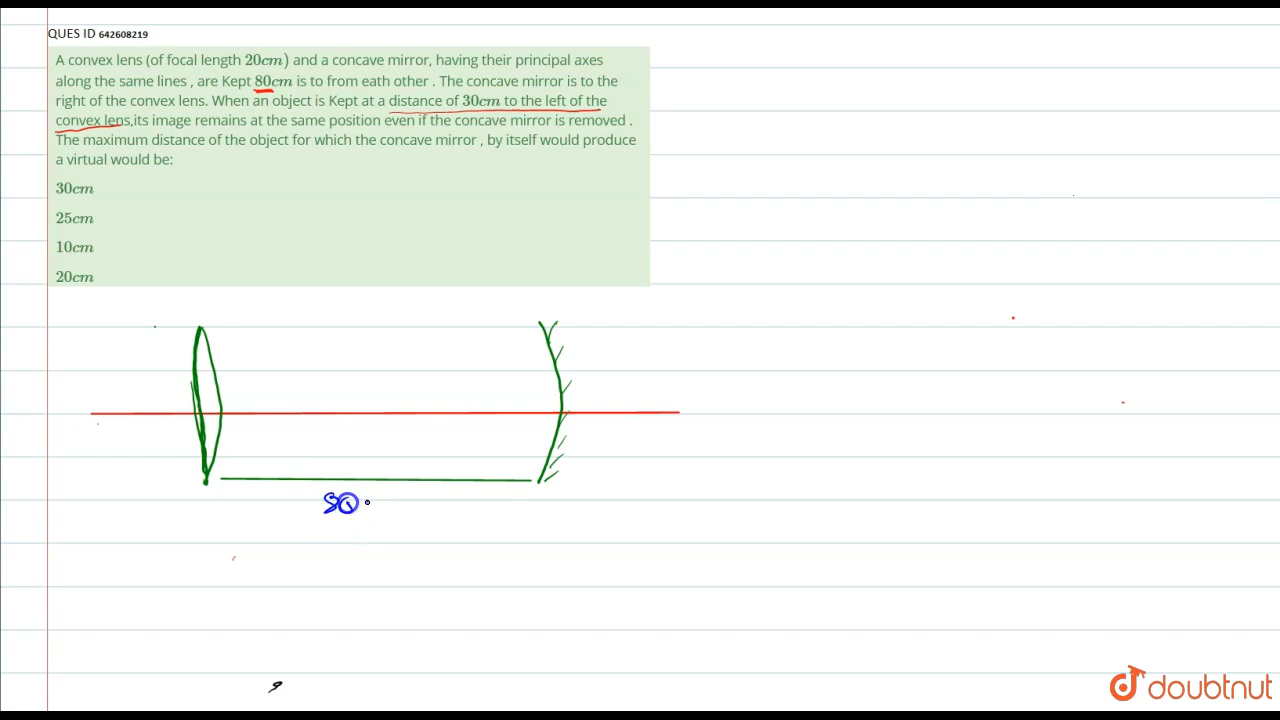 QUES ID 642608219
A convex lens (of focal length 20cm) and a concave mirror, having their principal axes
along the same lines , are Kept 80cm is to from eath other . The concave mirror is to the
right of the convex lens. When an object is Kept at a distance of 30cm to the left of the
convex lens,its image remains at the same position even if the concave mirror is removed .
The maximum distance of the object for which the concave mirror , by itself would produce
a virtual would be:
30cm
25cm
10cm
20cm
80
doubtnut